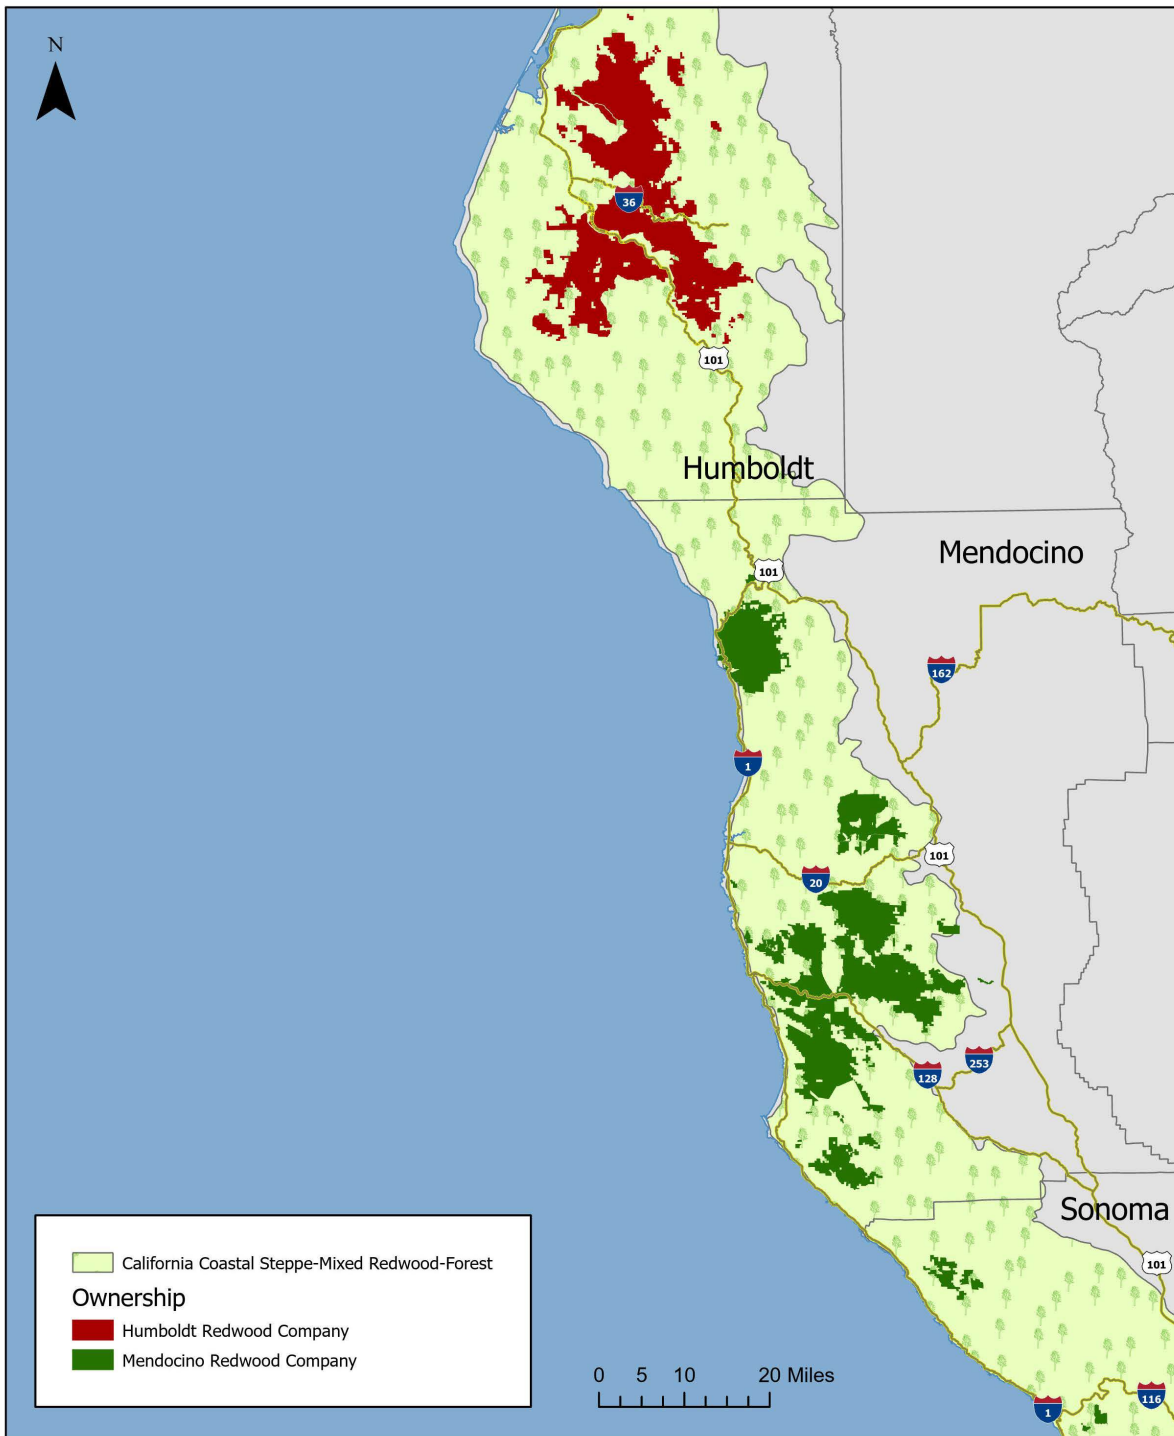 N
36
101
Humboldt
Mendocino
101
162
1
101
20
253
128
Sonoma
101
California Coastal Steppe-Mixed Redwood-Forest
Ownership
Humboldt Redwood Company
Mendocino Redwood Company
0 5 10 20 Miles
116
1